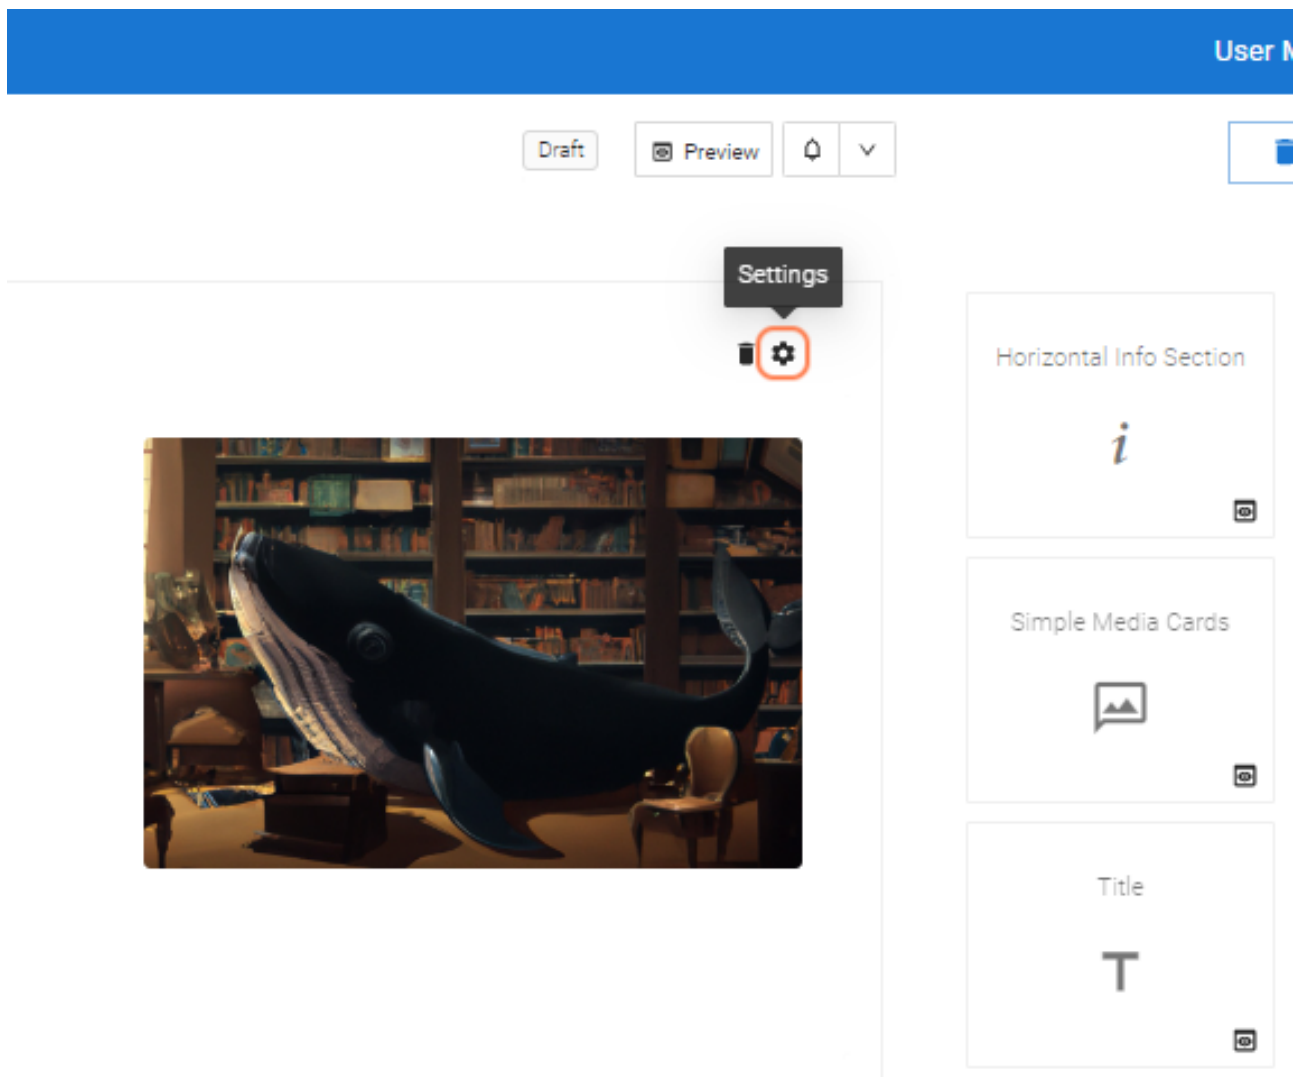 User M
Draft
Preview
Settings
Horizontal Info Section
i
Simple Media Cards
Title
T